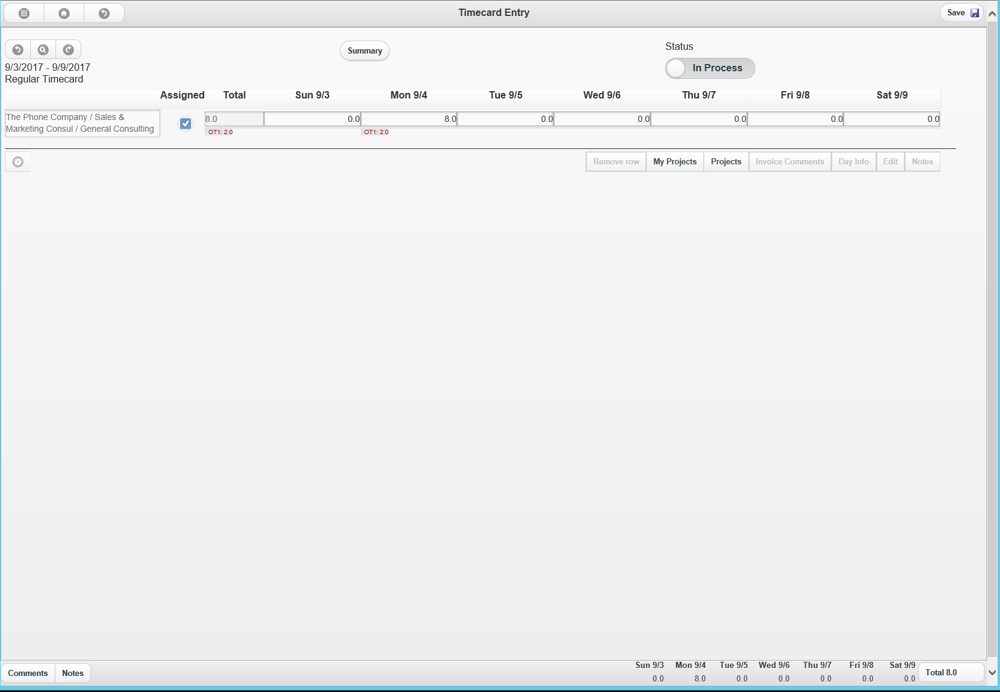 Timecard Entry
Save
Summary
Status
In Process
9/3/2017 - 9/9/2017
Regular Timecard
Assigned Total Sun 9/3 Mon 9/4 Tue 9/5 Wed 9/6 Thu 9/7 Fri 9/8 Sat 9/9
The Phone Company / Sales &
Marketing Consul / General Consulting
8.0 0.0 8.0 0.0 0.0 0.0 0.0 0.0
OT1: 2.0 OT1: 2.0
Remove row My Projects Projects Invoice Comments Day Info Edit Notes
Comments Notes
Sun 9/3 Mon 9/4 Tue 9/5 Wed 9/6 Thu 9/7 Fri 9/8 Sat 9/9
0.0 8.0 0.0 0.0 0.0 0.0 0.0
Total 8.0